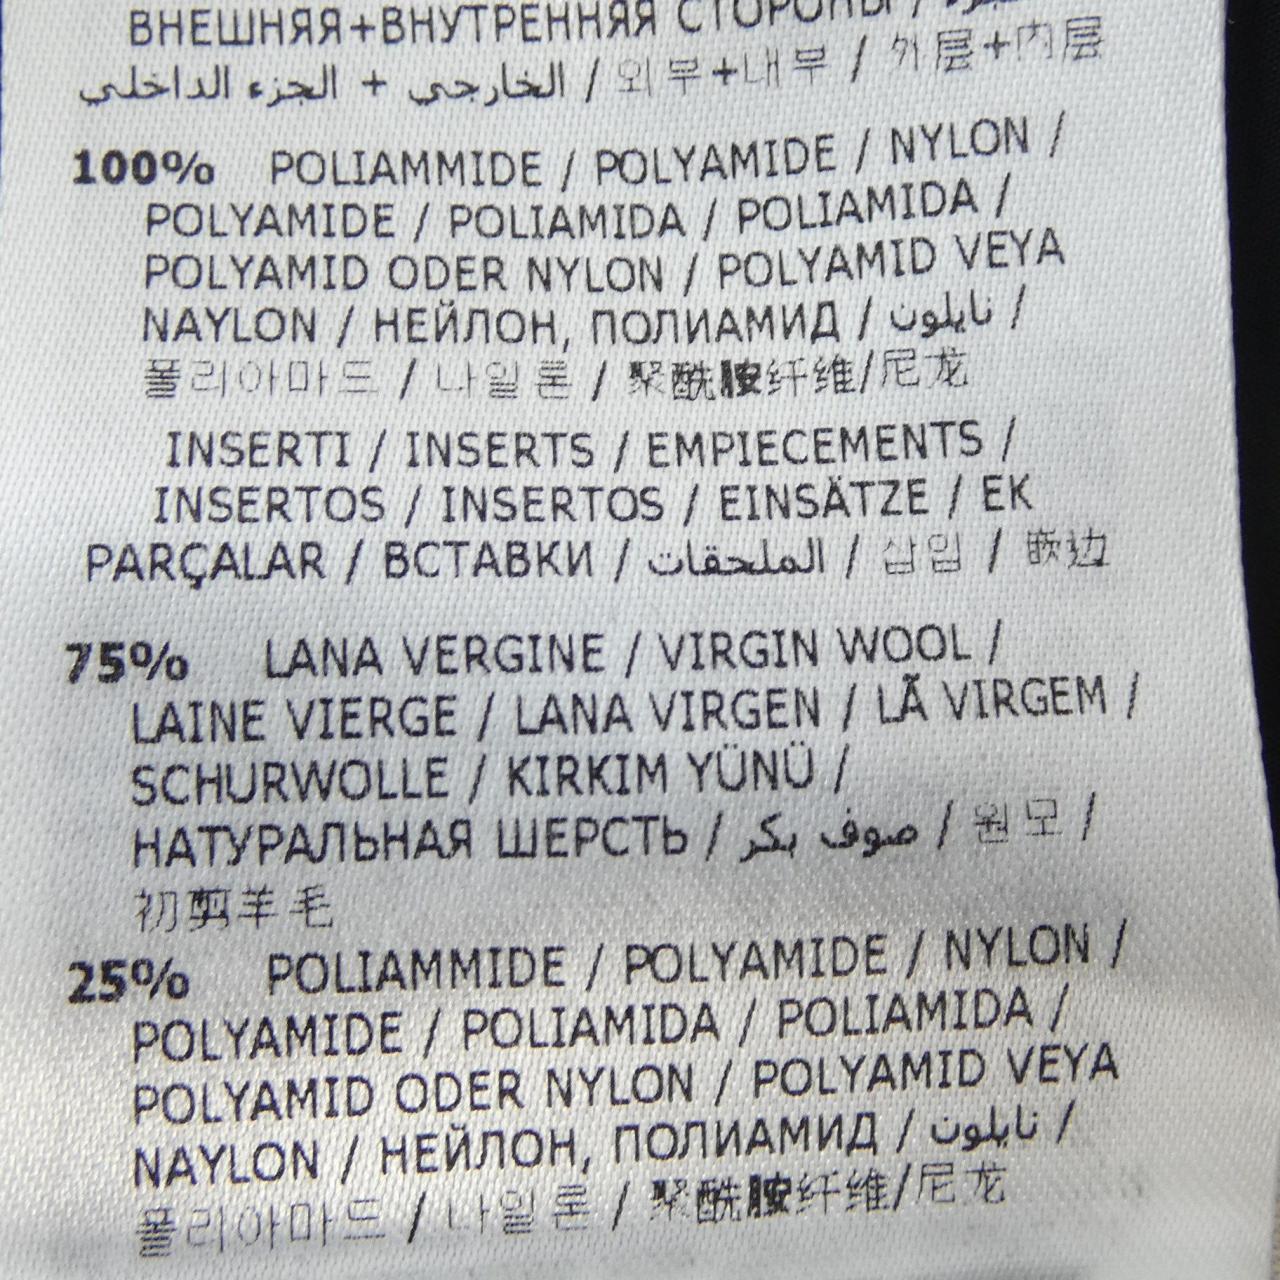 ВНЕШНЯЯ+ВНУТРЕННЯЯ СТОРОНЫ /
الخارجي + الجزء الداخلي / 외부+내부 / 外层+内层
100% POLIAMMIDE / POLYAMIDE / NYLON /
POLYAMIDE / POLIAMIDA / POLIAMIDA /
POLYAMID ODER NYLON / POLYAMID VEYA
NAYLON / НЕЙЛОН, ПОЛИАМИД / نايلون /
폴리아마드 / 나일론 / 聚酰胺纤维/尼龙
INSERTI / INSERTS / EMPIECEMENTS /
INSERTOS / INSERTOS / EINSÄTZE / EK
PARÇALAR / ВСТАВКИ / الملحقات / 삽입 / 嵌边
75% LANA VERGINE / VIRGIN WOOL /
LAINE VIERGE / LANA VIRGEN / LÃ VIRGEM /
SCHURWOLLE / KIRKIM YÜNÜ /
НАТУРАЛЬНАЯ ШЕРСТЬ / صوف بكر / 원모 /
初剪羊毛
25% POLIAMMIDE / POLYAMIDE / NYLON /
POLYAMIDE / POLIAMIDA / POLIAMIDA /
POLYAMID ODER NYLON / POLYAMID VEYA
NAYLON / НЕЙЛОН, ПОЛИАМИД / نايلون /
폴리아마드 / 나일론 / 聚酰胺纤维/尼龙